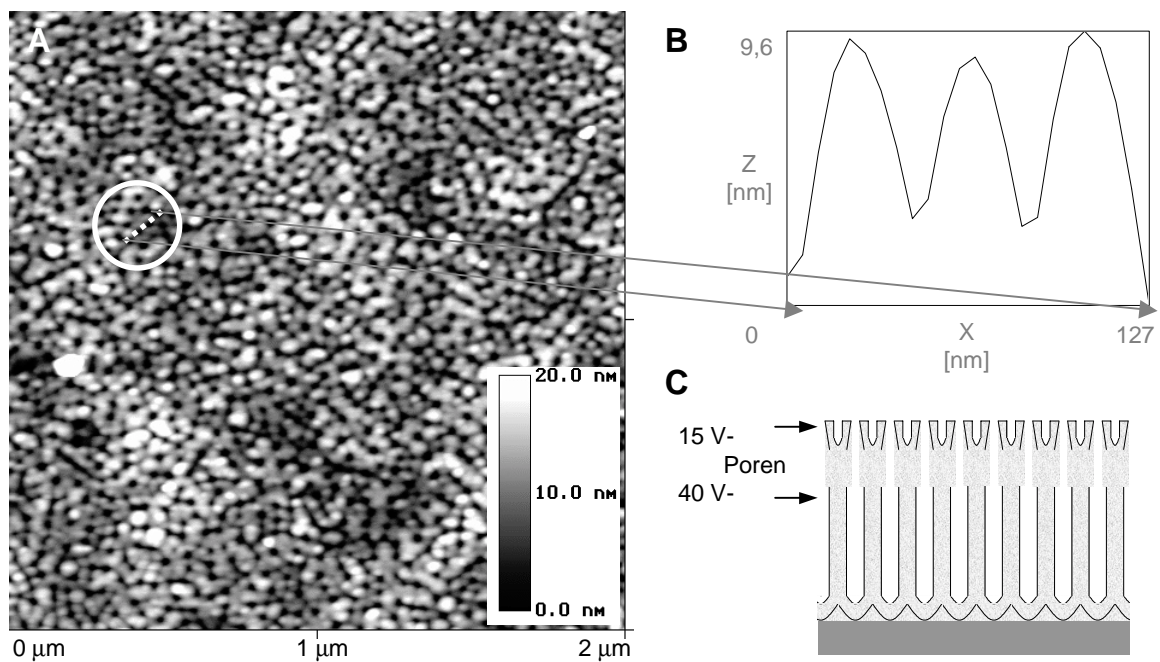 A
20.0 nm
10.0 nm
0.0 nm
0 μm
1 μm
2 μm
B
9,6
Z
[nm]
0
X
127
[nm]
C
15 V-
Poren
40 V-